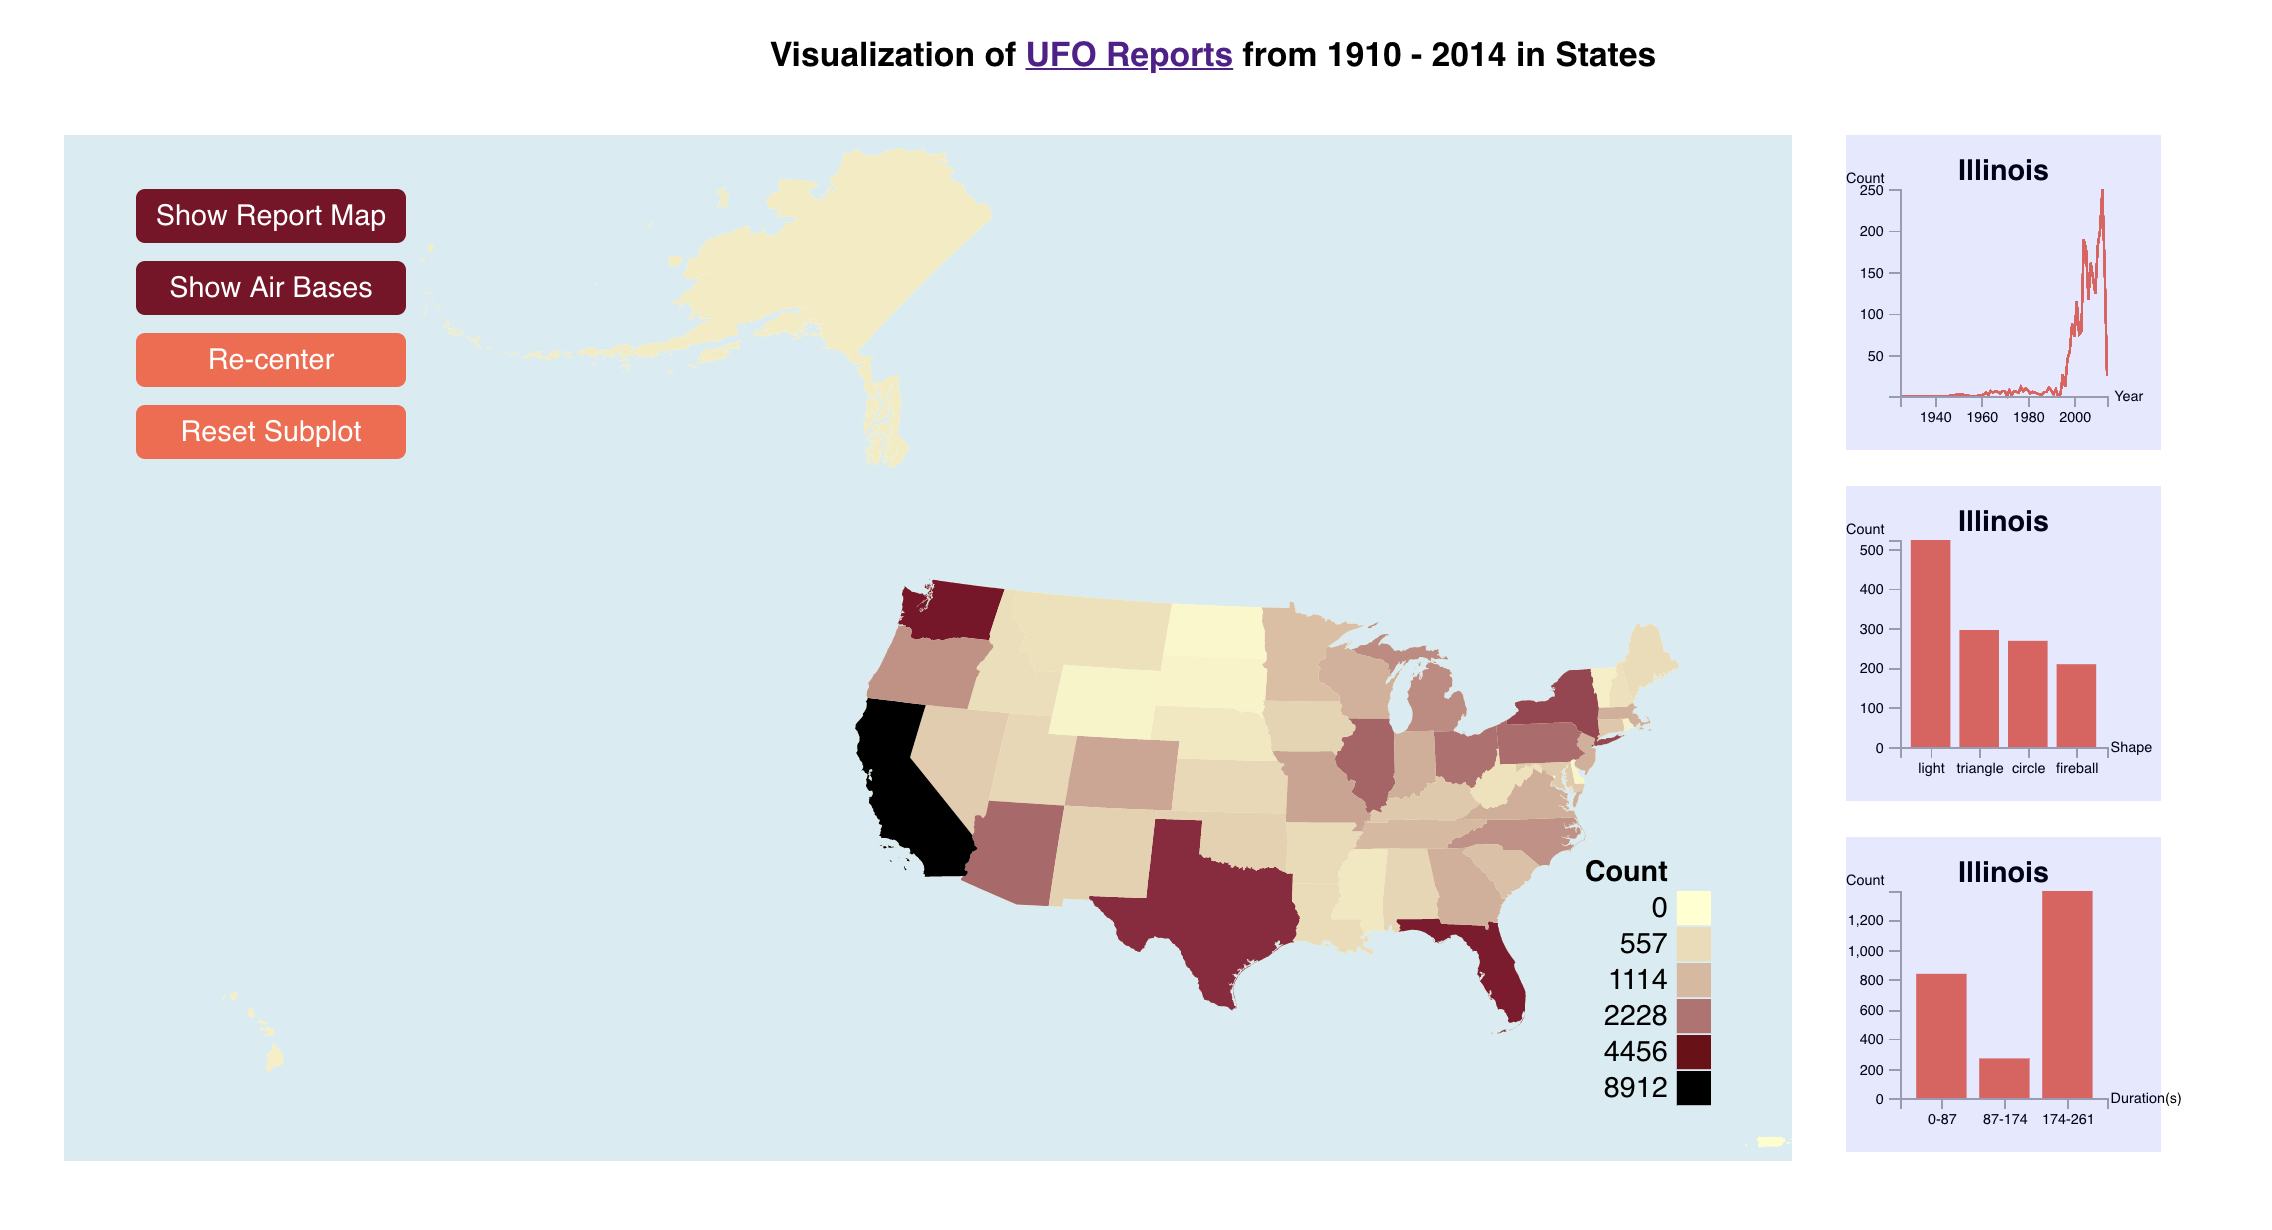 Visualization of UFO Reports from 1910 - 2014 in States
Show Report Map
Show Air Bases
Re-center
Reset Subplot
Count
0
557
1114
2228
4456
8912
Illinois
Count
250
200
150
100
50
Year
1940 1960 1980 2000
Illinois
Count
500
400
300
200
100
0
Shape
light triangle circle fireball
Illinois
Count
1,200
1,000
800
600
400
200
0
Duration(s)
0-87 87-174 174-261